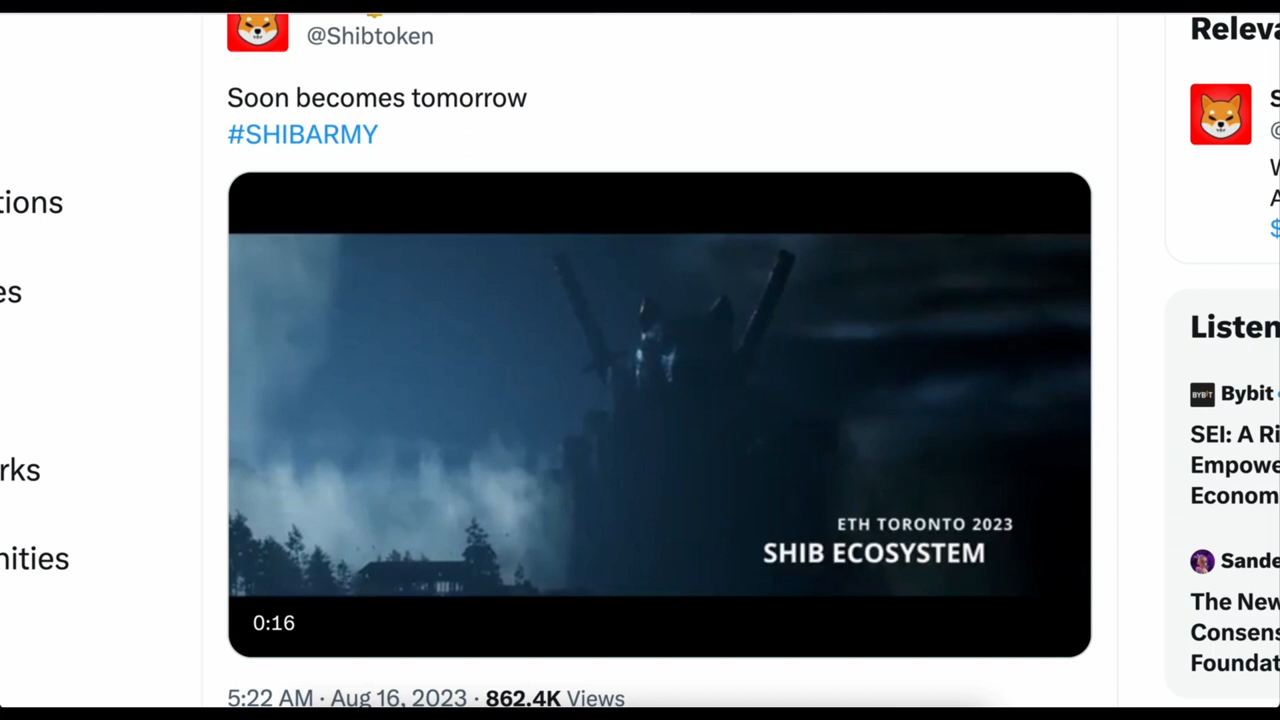 @Shibtoken
Soon becomes tomorrow
#SHIBARMY
ETH TORONTO 2023
SHIB ECOSYSTEM
0:16
5:22 AM · Aug 16, 2023 · 862.4K Views
tions
es
rks
nities
Releva
S
@
W
A
$
Listen
BYBIT Bybit
SEI: A Ri
Empowe
Econom
Sande
The New
Consens
Foundat